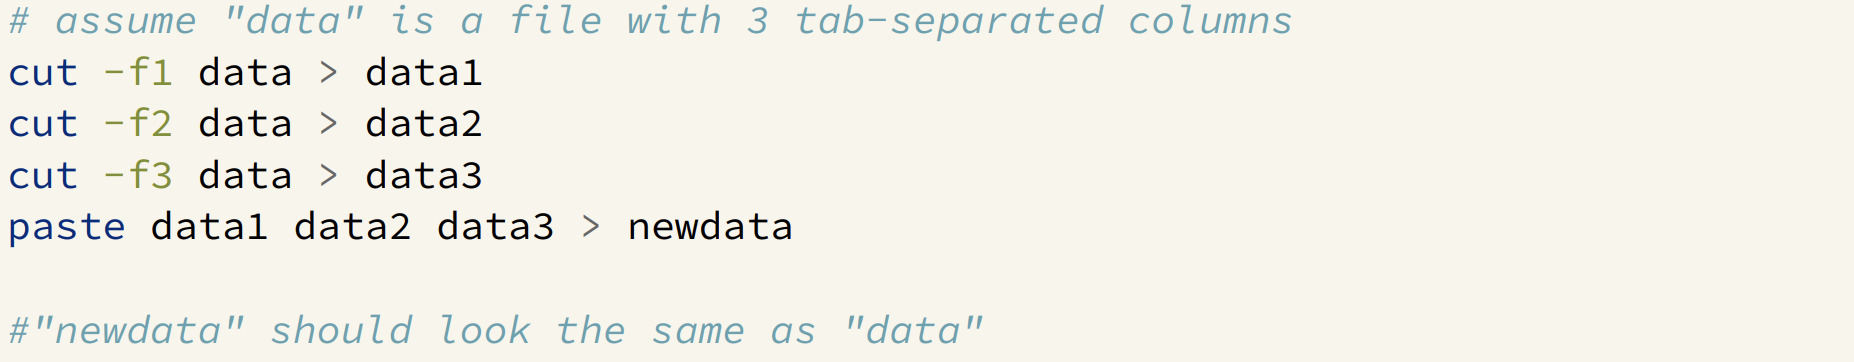 # assume "data" is a file with 3 tab-separated columns
cut -f1 data > data1
cut -f2 data > data2
cut -f3 data > data3
paste data1 data2 data3 > newdata
#"newdata" should look the same as "data"